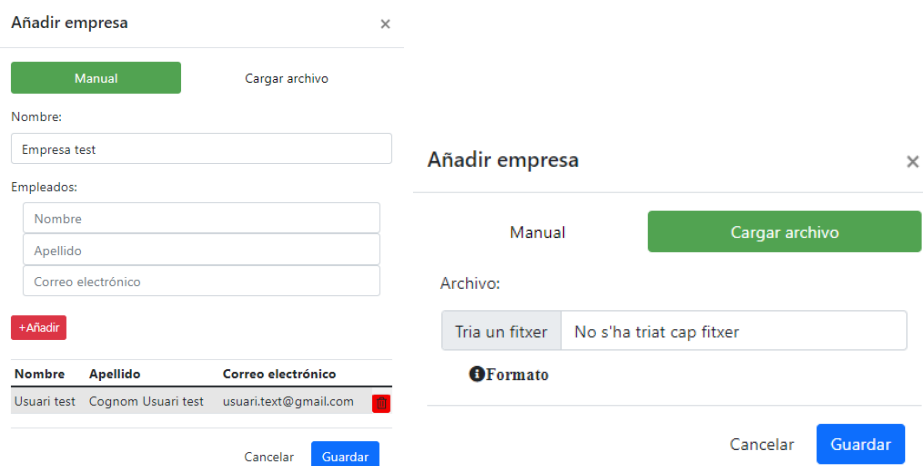 Añadir empresa ×
Manual Cargar archivo
Nombre:
Empresa test
Empleados:
Nombre
Apellido
Correo electrónico
+Añadir
Nombre Apellido Correo electrónico
Usuari test Cognom Usuari test usuari.text@gmail.com
Cancelar Guardar
Añadir empresa ×
Manual Cargar archivo
Archivo:
Tria un fitxer No s'ha triat cap fitxer
Formato
Cancelar Guardar